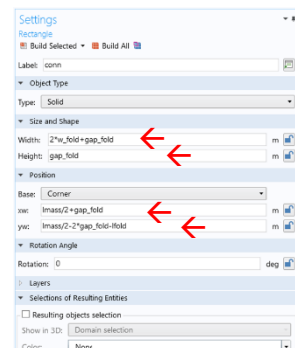 Settings
Rectangle
Build Selected Build All
Label: conn
Object Type
Type: Solid
Size and Shape
Width: 2*w_fold+gap_fold m
Height: gap_fold m
Position
Base: Corner
xw: lmass/2+gap_fold m
yw: lmass/2-2*gap_fold-lfold m
Rotation Angle
Rotation: 0 deg
Layers
Selections of Resulting Entities
Resulting objects selection
Show in 3D: Domain selection
Color: None